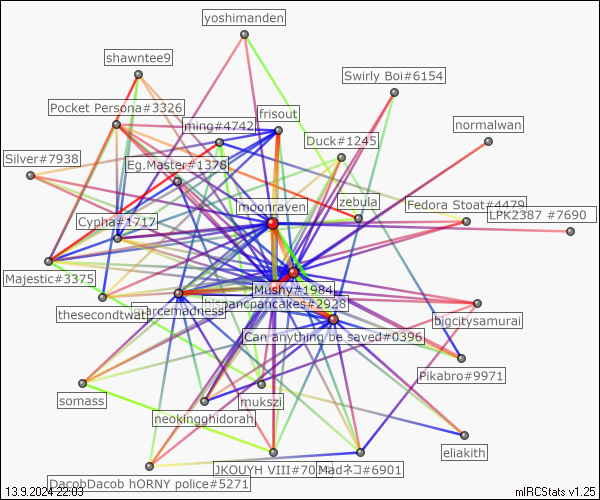 yoshimanden
shawntee9
Swirly Boi#6154
Pocket Persona#3326
frisout
ming#4742
normalwan
Duck#1245
Silver#7938
Eg.Master#1378
moonraven
zebula
Fedora Stoat#4479
LPK2387 #7690
Cypha#1717
Majestic#3375
Mushy#1984
hispancpancakes#2928
thesecondtwat
marcemadness
bigcitysamurai
Can anything be saved#0396
Pikabro#9971
somass
mukszi
neokingghidorah
eliakith
JKOUYH VIII#70
Madネコ#6901
DacobDacob hORNY police#5271
13.9.2024 22:03
mIRCStats v1.25